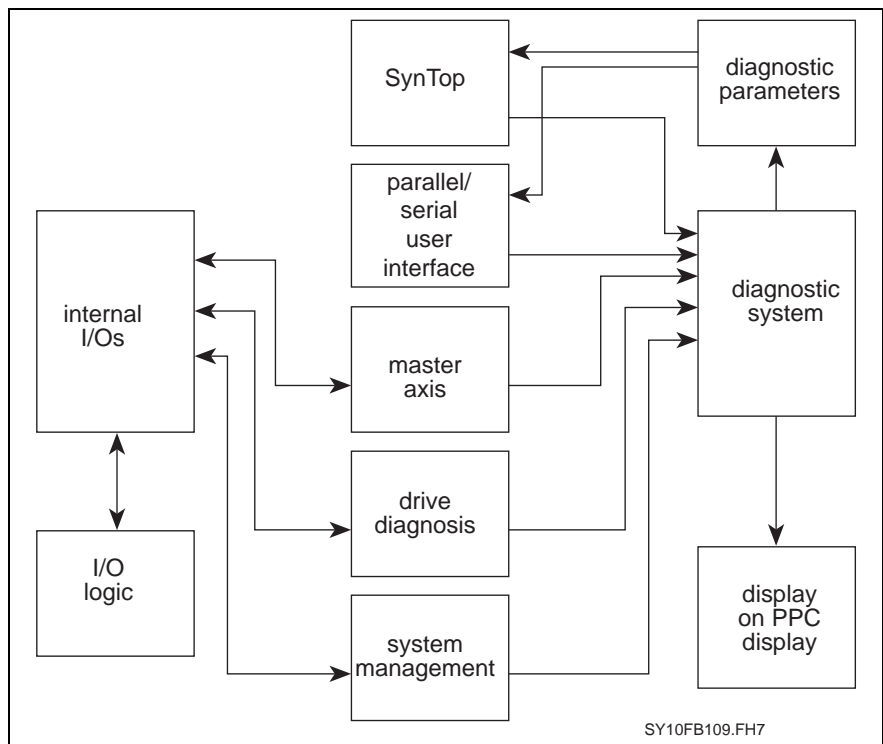 SynTop
diagnostic
parameters
parallel/
serial
user
interface
internal
I/Os
diagnostic
system
master
axis
drive
diagnosis
I/O
logic
display
on PPC
display
system
management
SY10FB109.FH7